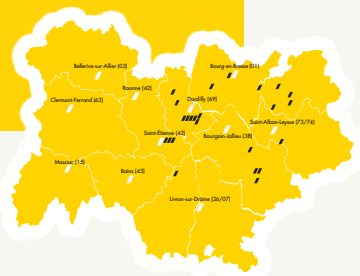 Bellerive-sur-Allier (03)
Bourg-en-Bresse (01)
Roanne (42)
Clermont-Ferrand (63)
Dardilly (69)
Saint-Alban-Leysse (73/74)
Saint-Étienne (42)
Bourgoin-Jallieu (38)
Massiac (15)
Bains (43)
Livron-sur-Drôme (26/07)